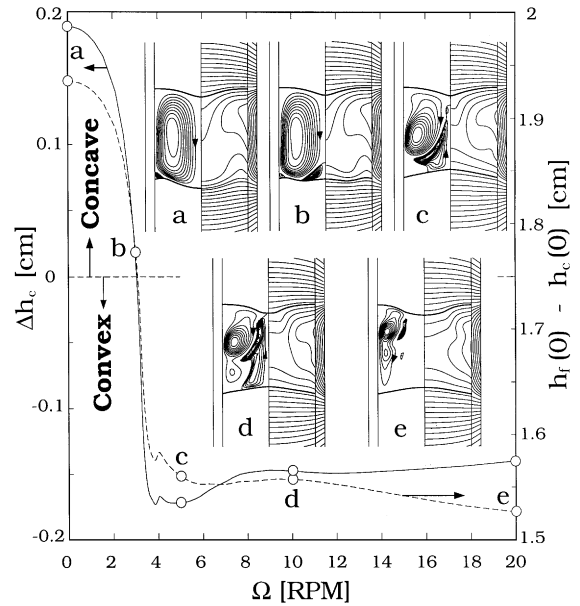 0.2
0.1
0
-0.1
-0.2
Δh_c [cm]
Concave
Convex
a
b
c
d
e
a
b
c
d
e
2
1.9
1.8
1.7
1.6
1.5
h_f(0) - h_c(0) [cm]
0 2 4 6 8 10 12 14 16 18 20
Ω [RPM]